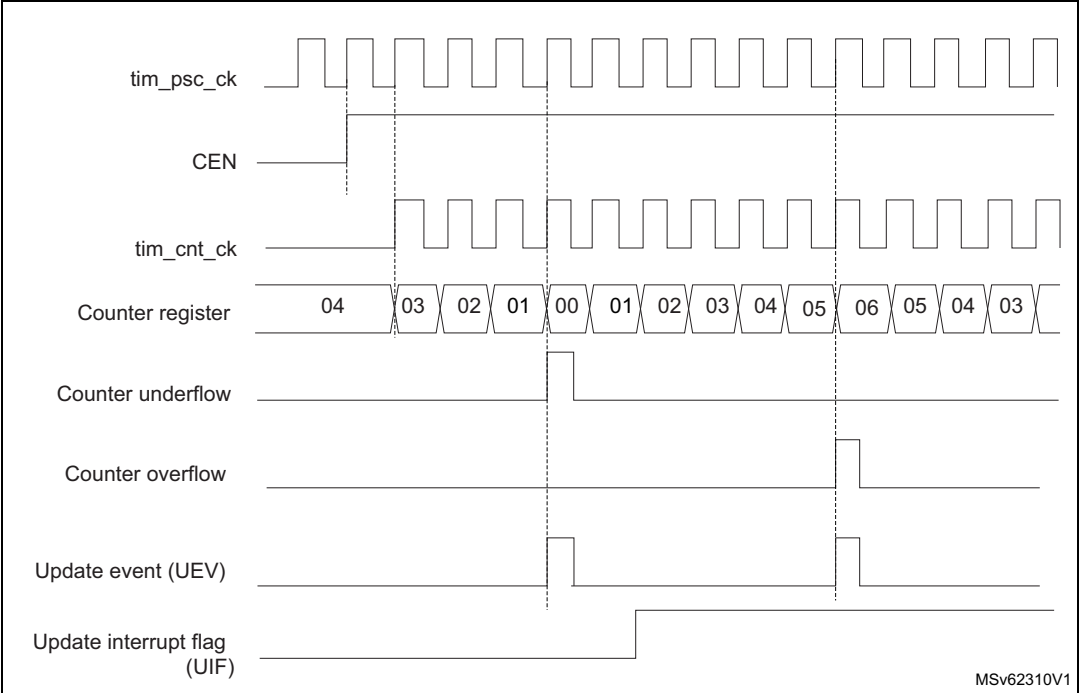 tim_psc_ck
CEN
tim_cnt_ck
Counter register 04 03 02 01 00 01 02 03 04 05 06 05 04 03
Counter underflow
Counter overflow
Update event (UEV)
Update interrupt flag
(UIF)
MSv62310V1